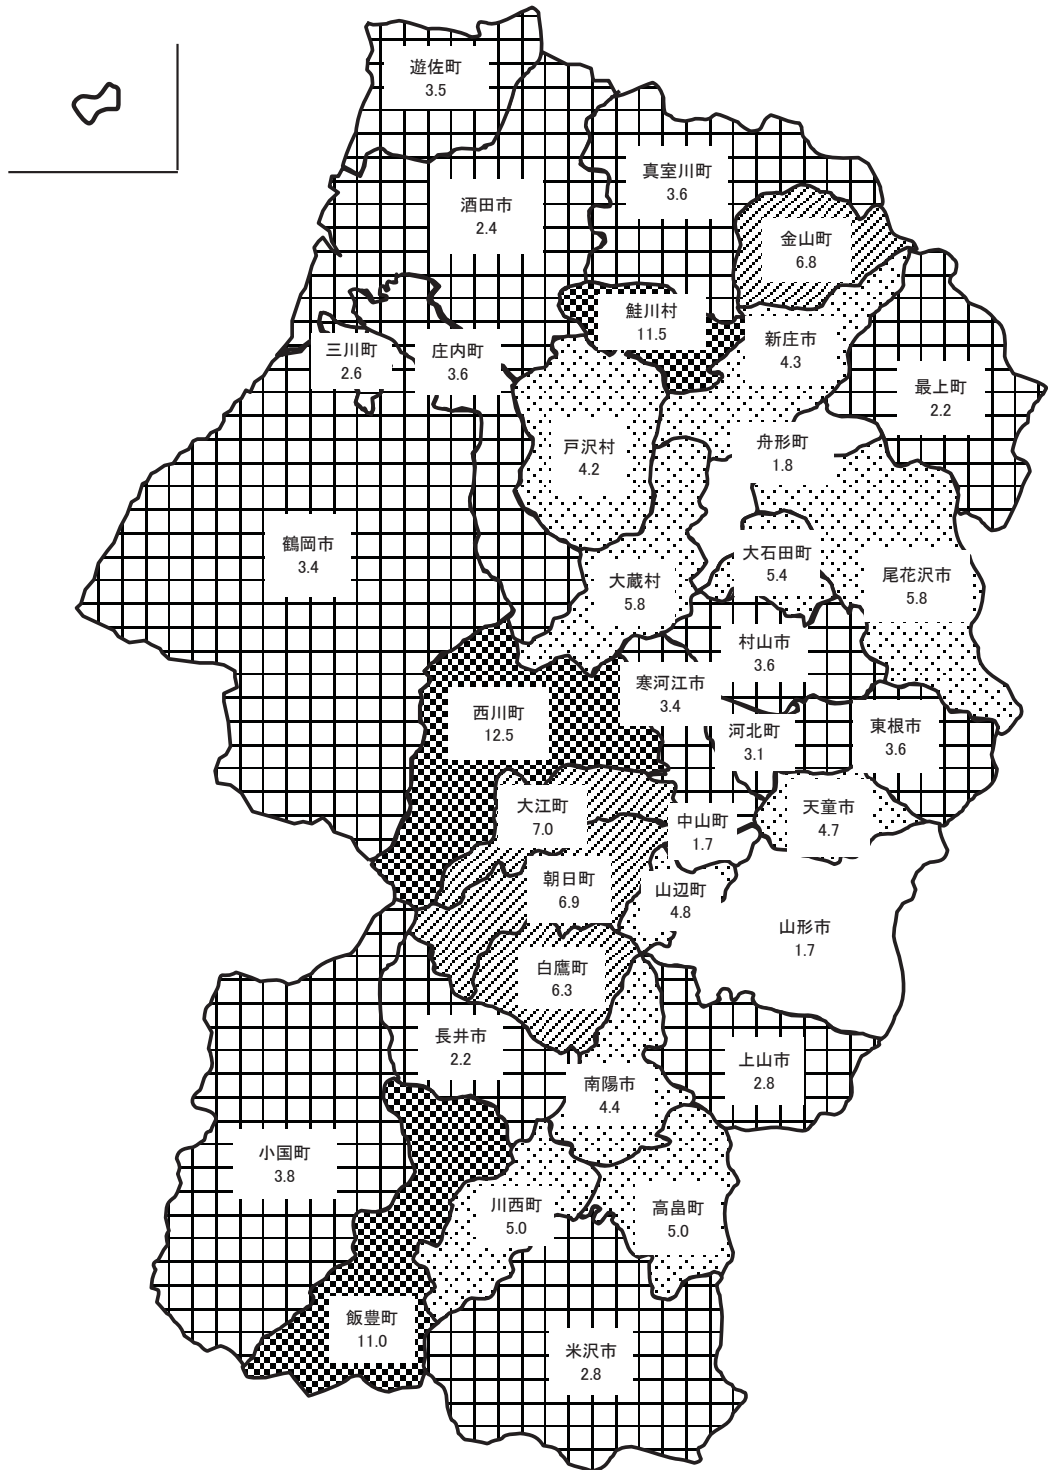 遊佐町
3.5
真室川町
3.6
酒田市
2.4
金山町
6.8
鮭川村
11.5
新庄市
4.3
三川町
2.6
庄内町
3.6
最上町
2.2
戸沢村
4.2
舟形町
1.8
鶴岡市
3.4
大石田町
5.4
大蔵村
5.8
尾花沢市
5.8
村山市
3.6
寒河江市
3.4
西川町
12.5
河北町
3.1
東根市
3.6
大江町
7.0
中山町
1.7
天童市
4.7
朝日町
6.9
山辺町
4.8
山形市
1.7
白鷹町
6.3
長井市
2.2
上山市
2.8
南陽市
4.4
小国町
3.8
川西町
5.0
高畠町
5.0
飯豊町
11.0
米沢市
2.8